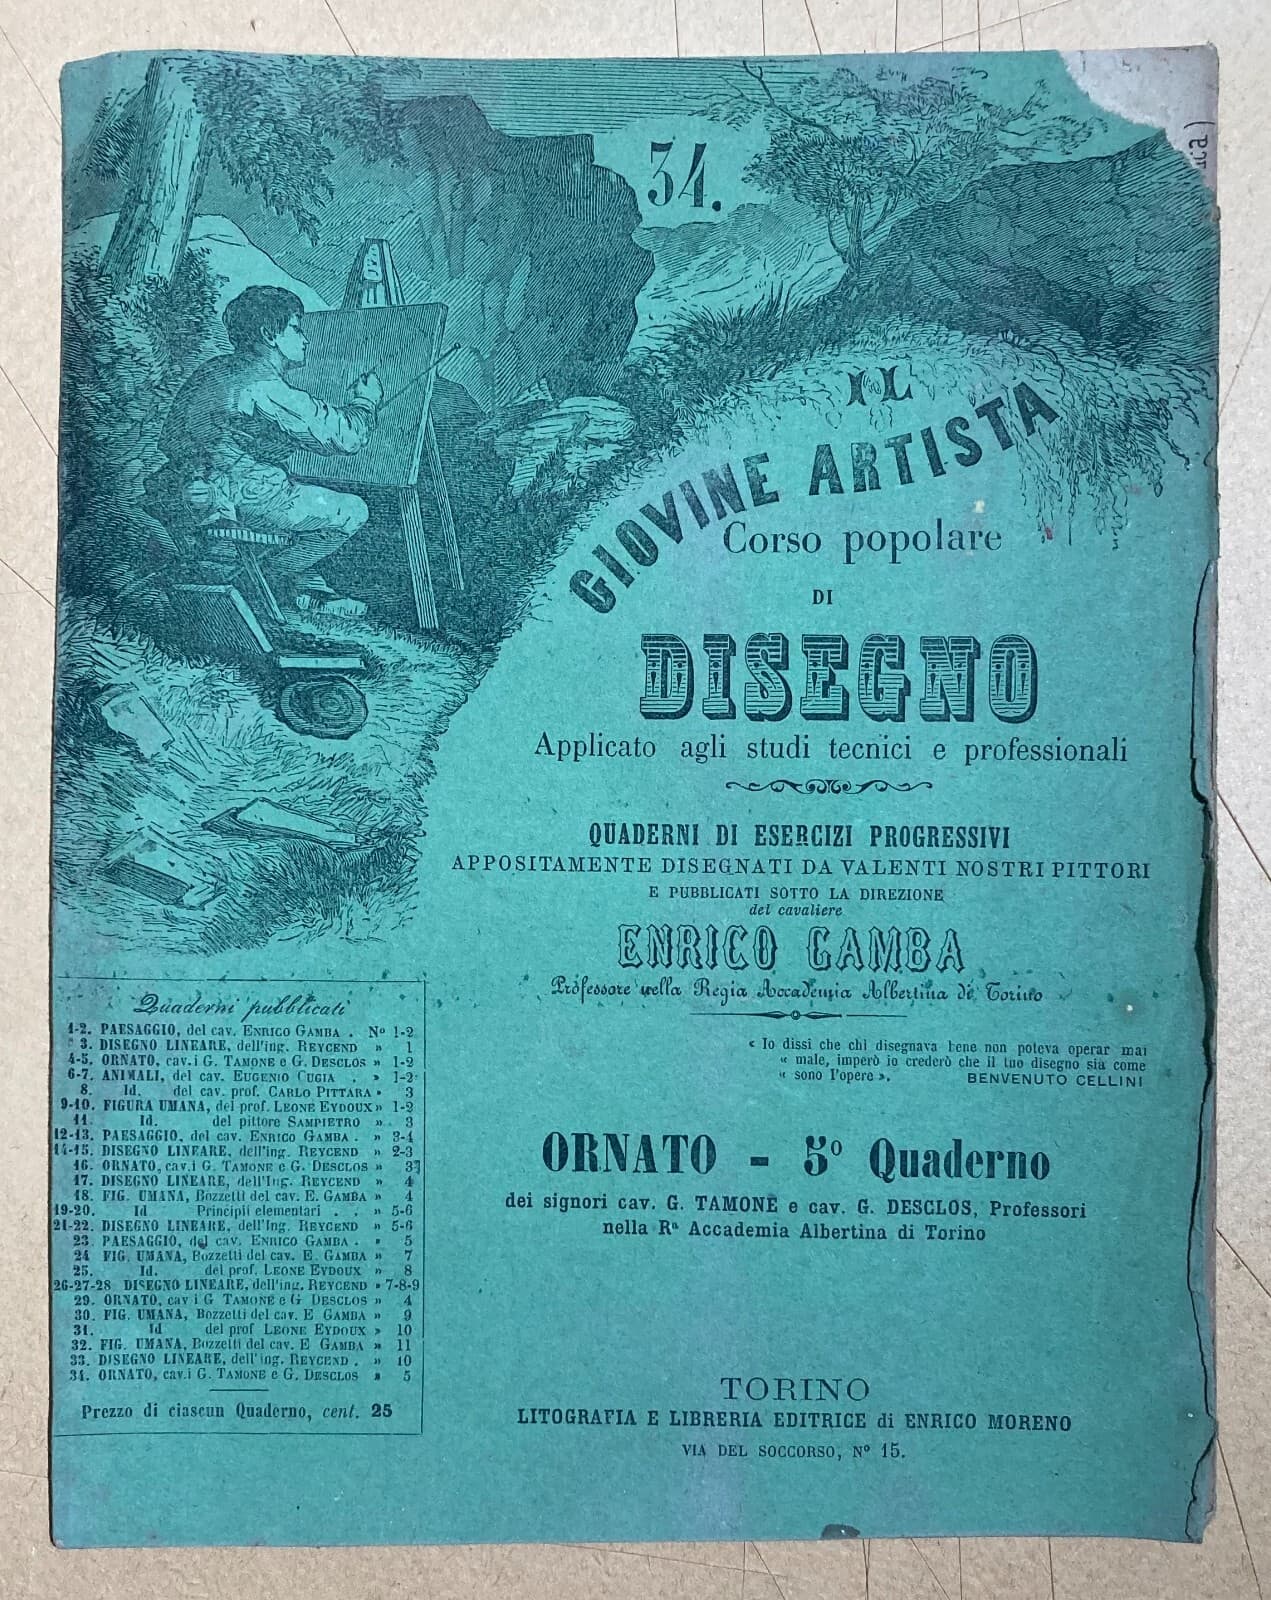 34.
IL
GIOVINE ARTISTA
Corso popolare
DI
DISEGNO
Applicato agli studi tecnici e professionali
QUADERNI DI ESERCIZI PROGRESSIVI
APPOSITAMENTE DISEGNATI DA VALENTI NOSTRI PITTORI
E PUBBLICATI SOTTO LA DIREZIONE
del cavaliere
ENRICO GAMBA
Professore nella Regia Accademia Albertina di Torino
« Io dissi che chi disegnava bene non poteva operar mai
« male, imperò io crederò che il tuo disegno sia come
« sono l'opere ». BENVENUTO CELLINI
ORNATO - 5º Quaderno
dei signori cav. G. TAMONE e cav. G. DESCLOS, Professori
nella Rª Accademia Albertina di Torino
TORINO
LITOGRAFIA E LIBRERIA EDITRICE di ENRICO MORENO
VIA DEL SOCCORSO, Nº 15.
Quaderni pubblicati
1-2. PAESAGGIO, del cav. ENRICO GAMBA . Nº 1-2
3. DISEGNO LINEARE, dell'ing. REYCEND » 1
4-5. ORNATO, cav.i G. TAMONE e G. DESCLOS » 1-2
6-7. ANIMALI, del cav. EUGENIO CUGIA . » 1-2
8. Id. del cav. prof. CARLO PITTARA » 3
9-10. FIGURA UMANA, del prof. LEONE EYDOUX » 1-2
11. Id. del pittore SAMPIETRO » 3
12-13. PAESAGGIO, del cav. ENRICO GAMBA . » 3-4
14-15. DISEGNO LINEARE, dell'ing. REYCEND » 2-3
16. ORNATO, cav.i G. TAMONE e G. DESCLOS » 3
17. DISEGNO LINEARE, dell'Ing. REYCEND » 4
18. FIG. UMANA, Bozzetti del cav. E. GAMBA » 4
19-20. Id Principii elementari . . » 5-6
21-22. DISEGNO LINEARE, dell'Ing. REYCEND » 5-6
23. PAESAGGIO, del cav. ENRICO GAMBA . » 5
24 FIG. UMANA, Bozzetti del cav. E. GAMBA » 7
25. Id. del prof. LEONE EYDOUX » 8
26-27-28 DISEGNO LINEARE, dell'ing. REYCEND » 7-8-9
29. ORNATO, cav i G TAMONE e G DESCLOS » 4
30. FIG. UMANA, Bozzetti del cav. E GAMBA » 9
31. Id del prof LEONE EYDOUX » 10
32. FIG. UMANA, Bozzetti del cav. E GAMBA » 11
33. DISEGNO LINEARE, dell'ing. REYCEND . » 10
34. ORNATO, cav.i G. TAMONE e G. DESCLOS » 5
Prezzo di ciascun Quaderno, cent. 25